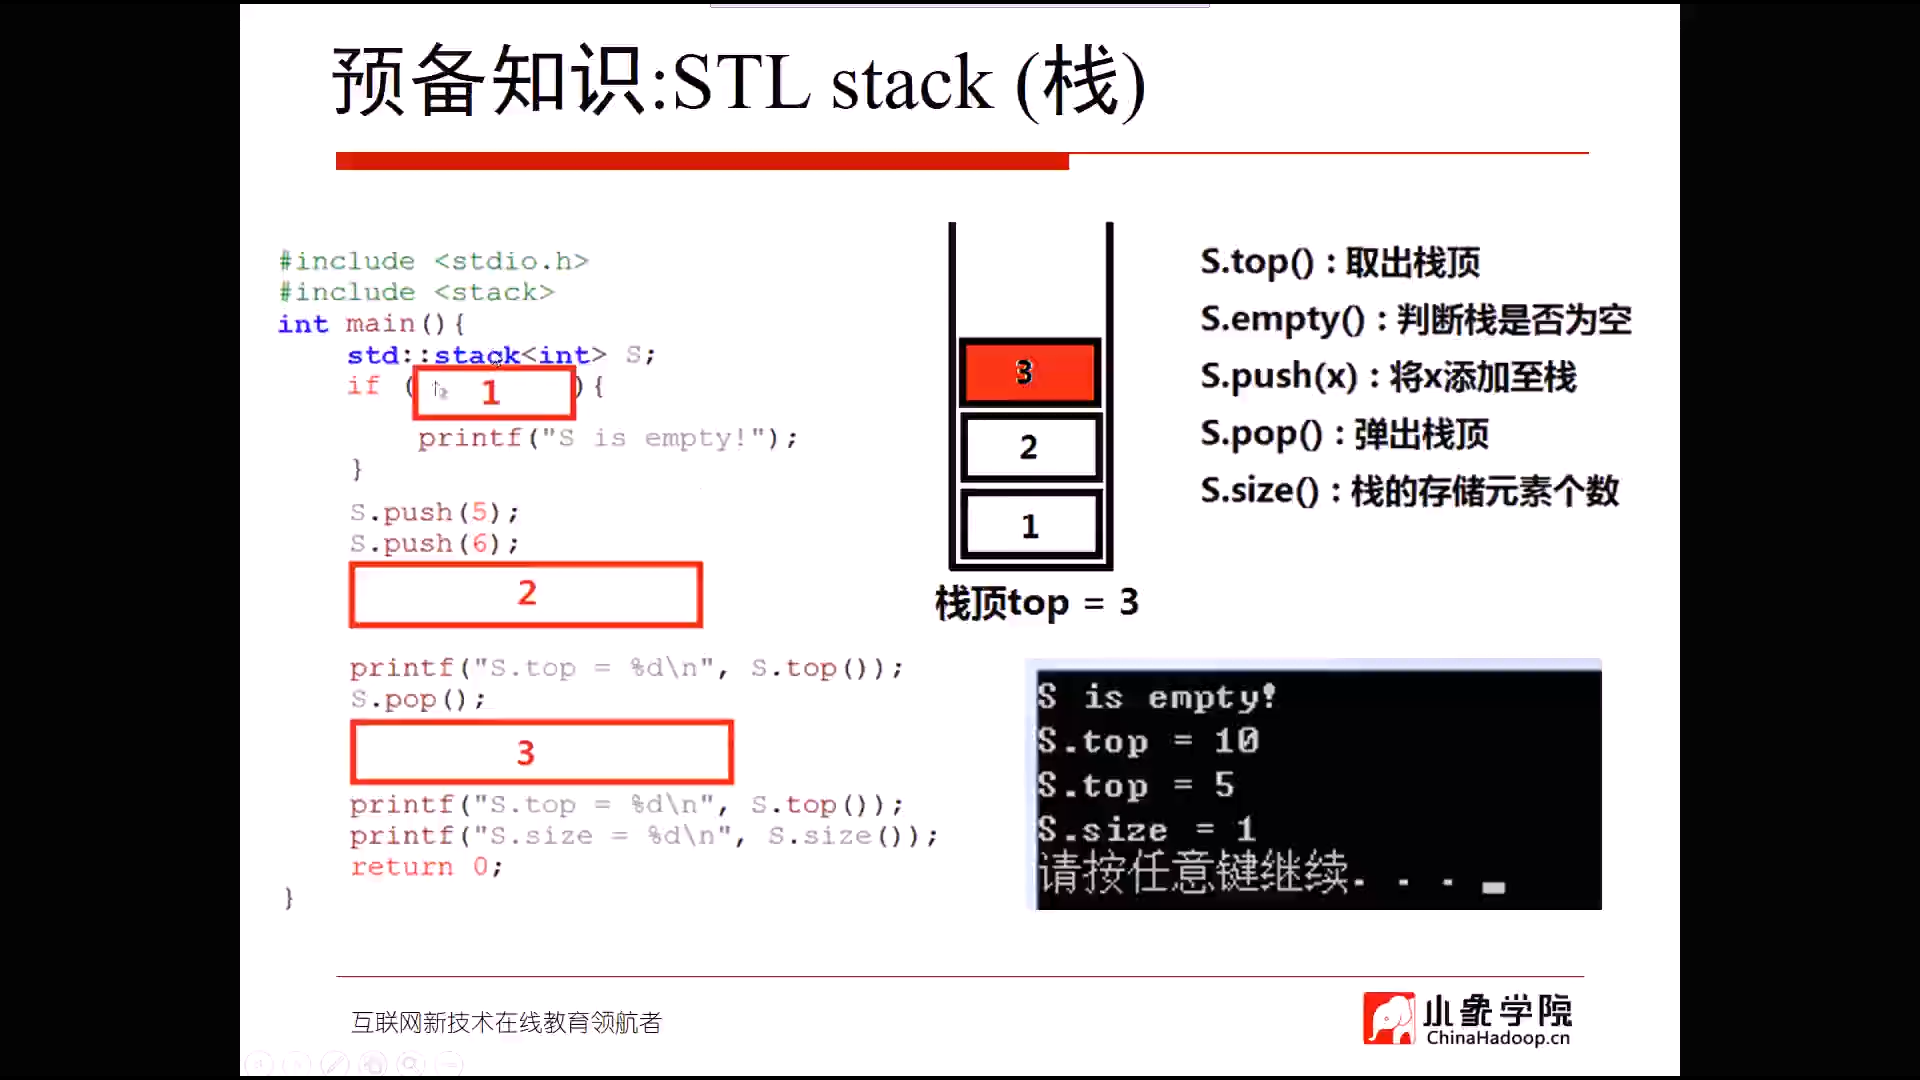 预备知识:STL stack (栈)
#include <stdio.h>
#include <stack>
int main(){
std::stack<int> S;
if ( 1 ){
printf("S is empty!");
}
S.push(5);
S.push(6);
2
printf("S.top = %d\n", S.top());
S.pop();
3
printf("S.top = %d\n", S.top());
printf("S.size = %d\n", S.size());
return 0;
}
3
2
1
栈顶top = 3
S.top() : 取出栈顶
S.empty() : 判断栈是否为空
S.push(x) : 将x添加至栈
S.pop() : 弹出栈顶
S.size() : 栈的存储元素个数
S is empty!
S.top = 10
S.top = 5
S.size = 1
请按任意键继续. . .
互联网新技术在线教育领航者
小象学院
ChinaHadoop.cn